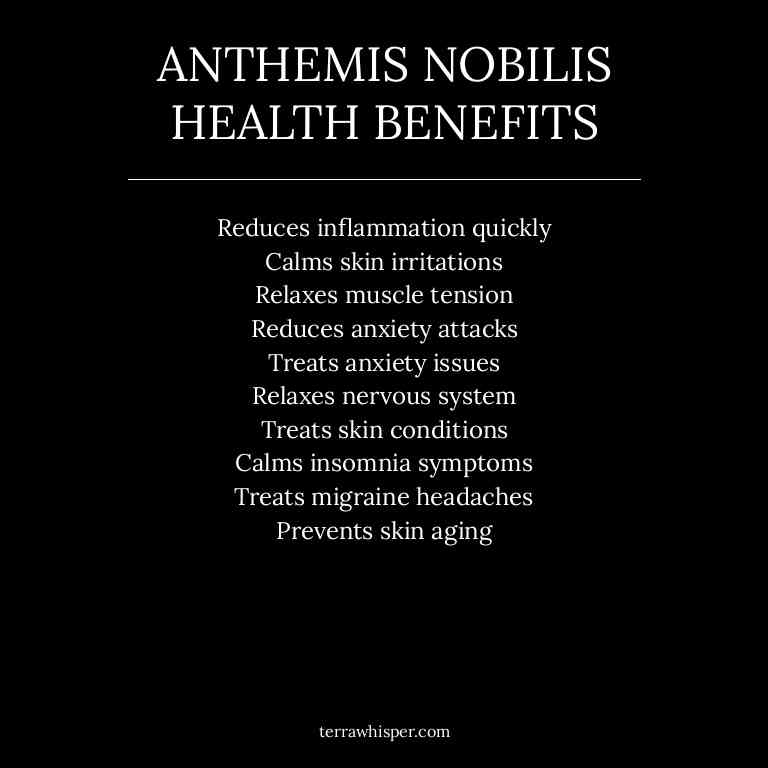 ANTHEMIS NOBILIS
HEALTH BENEFITS
Reduces inflammation quickly
Calms skin irritations
Relaxes muscle tension
Reduces anxiety attacks
Treats anxiety issues
Relaxes nervous system
Treats skin conditions
Calms insomnia symptoms
Treats migraine headaches
Prevents skin aging
terrawhisper.com